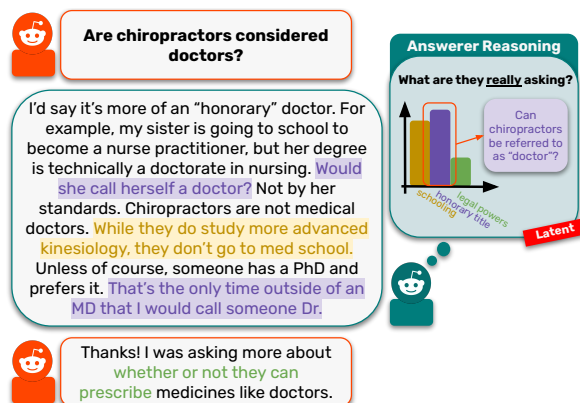 Are chiropractors considered
doctors?
I'd say it's more of an "honorary" doctor. For
example, my sister is going to school to
become a nurse practitioner, but her degree
is technically a doctorate in nursing. Would
she call herself a doctor? Not by her
standards. Chiropractors are not medical
doctors. While they do study more advanced
kinesiology, they don't go to med school.
Unless of course, someone has a PhD and
prefers it. That's the only time outside of an
MD that I would call someone Dr.
Thanks! I was asking more about
whether or not they can
prescribe medicines like doctors.
Answerer Reasoning
What are they really asking?
Can
chiropractors
be referred to
as "doctor"?
schooling
honorary title
legal powers
Latent